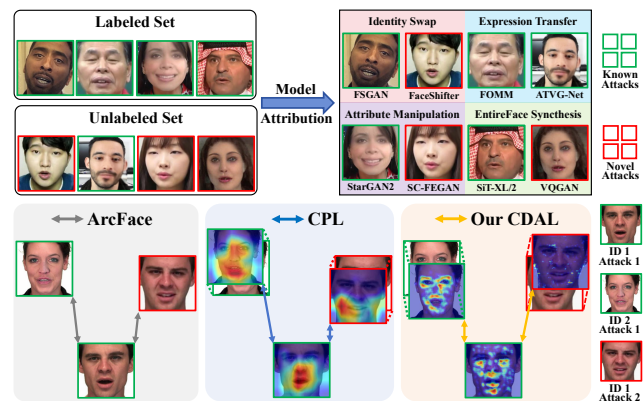 Labeled Set
Unlabeled Set
Model
Attribution
Identity Swap
Expression Transfer
FSGAN
FaceShifter
FOMM
ATVG-Net
Attribute Manipulation
EntireFace Syncthesis
StarGAN2
SC-FEGAN
SiT-XL/2
VQGAN
Known
Attacks
Novel
Attacks
ArcFace
CPL
Our CDAL
ID 1
Attack 1
ID 2
Attack 1
ID 1
Attack 2